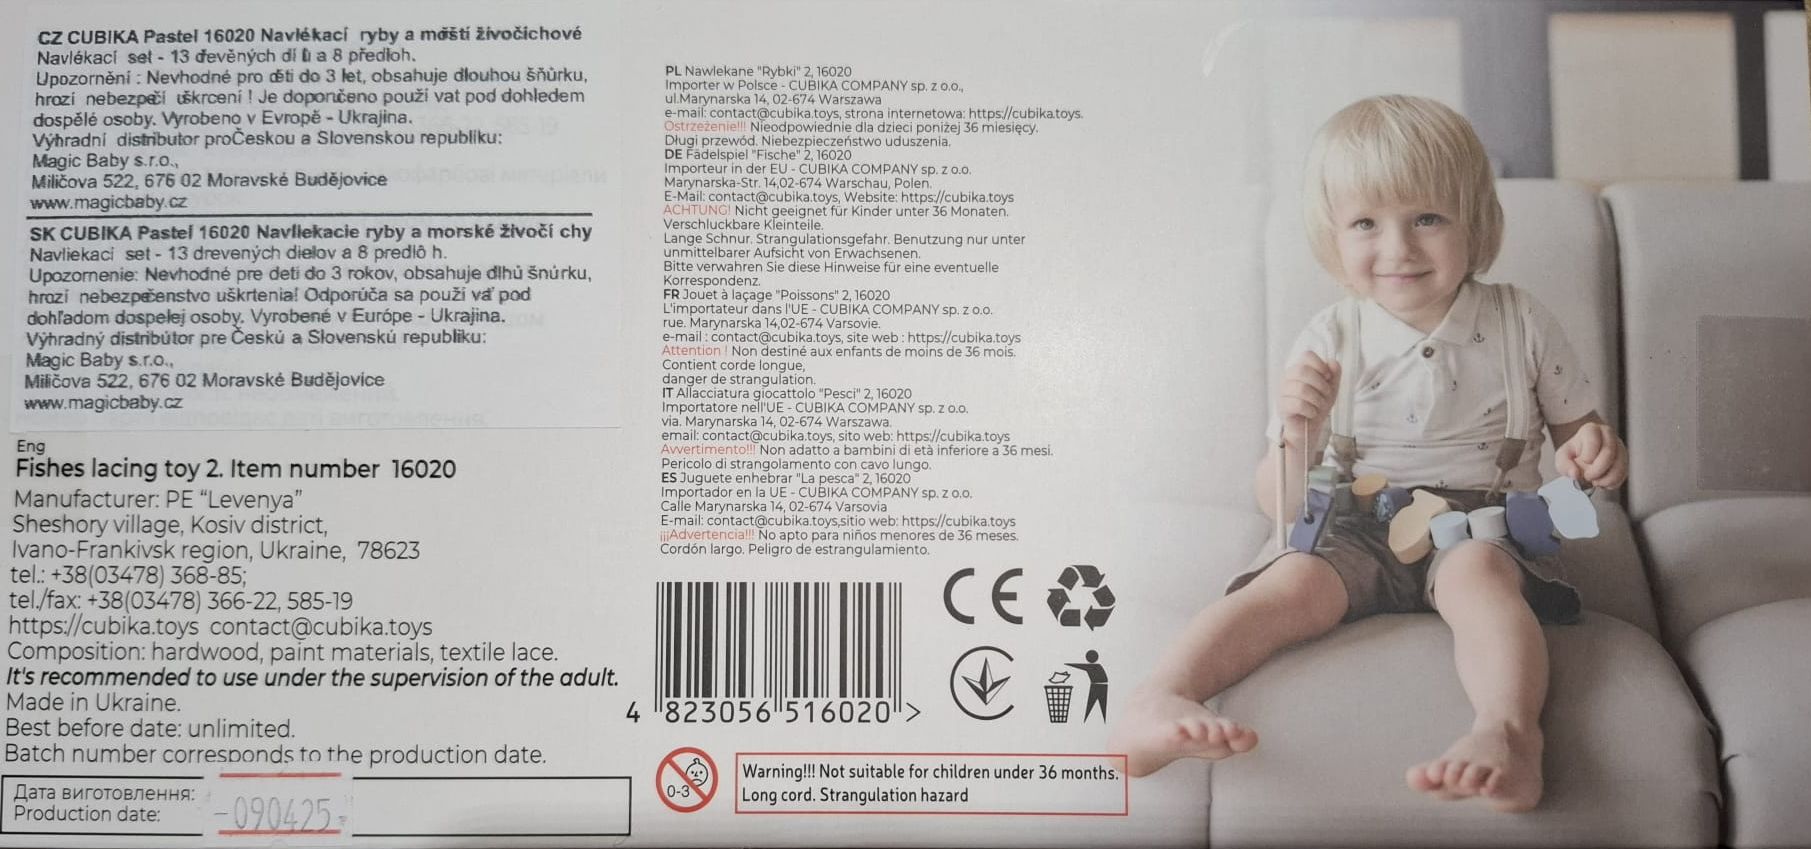 CZ CUBIKA Pastel 16020 Navlékací ryby a mořští živočichové
Navlékací set - 13 dřevěných dílů a 8 předloh.
Upozornění : Nevhodné pro děti do 3 let, obsahuje dlouhou šňůrku,
hrozí nebezpečí uškrcení ! Je doporučeno použí vat pod dohledem
dospělé osoby. Vyrobeno v Evropě - Ukrajina.
Výhradní distributor proČeskou a Slovenskou republiku:
Magic Baby s.r.o.,
Miličova 522, 676 02 Moravské Budějovice
www.magicbaby.cz
SK CUBIKA Pastel 16020 Navliekacie ryby a morské živočí chy
Navliekací set - 13 drevených dielov a 8 predlô h.
Upozornenie: Nevhodné pre deti do 3 rokov, obsahuje dlhú šnúrku,
hrozí nebezpečenstvo uškrtenia! Odporúča sa použí vať pod
dohľadom dospelej osoby. Vyrobené v Európe - Ukrajina.
Výhradný distribútor pre Českú a Slovenskú republiku:
Magic Baby s.r.o.,
Miličova 522, 676 02 Moravské Budějovice
www.magicbaby.cz
Eng
Fishes lacing toy 2. Item number 16020
Manufacturer: PE “Levenya”
Sheshory village, Kosiv district,
Ivano-Frankivsk region, Ukraine, 78623
tel.: +38(03478) 368-85;
tel./fax: +38(03478) 366-22, 585-19
https://cubika.toys contact@cubika.toys
Composition: hardwood, paint materials, textile lace.
It's recommended to use under the supervision of the adult.
Made in Ukraine.
Best before date: unlimited.
Batch number corresponds to the production date.
Дата виготовлення:
Production date:
-090425-
PL Nawlekane "Rybki" 2, 16020
Importer w Polsce - CUBIKA COMPANY sp. z o.o.,
ul.Marynarska 14, 02-674 Warszawa
e-mail: contact@cubika.toys, strona internetowa: https://cubika.toys.
Ostrzeżenie!!! Nieodpowiednie dla dzieci poniżej 36 miesięcy.
Długi przewód. Niebezpieczeństwo uduszenia.
DE Fädelspiel "Fische" 2, 16020
Importeur in der EU - CUBIKA COMPANY sp. z o.o.
Marynarska-Str. 14,02-674 Warschau, Polen.
E-Mail: contact@cubika.toys, Website: https://cubika.toys
ACHTUNG! Nicht geeignet für Kinder unter 36 Monaten.
Verschluckbare Kleinteile.
Lange Schnur. Strangulationsgefahr. Benutzung nur unter
unmittelbarer Aufsicht von Erwachsenen.
Bitte verwahren Sie diese Hinweise für eine eventuelle
Korrespondenz.
FR Jouet à laçage "Poissons" 2, 16020
L'importateur dans l'UE - CUBIKA COMPANY sp. z o.o.
rue. Marynarska 14,02-674 Varsovie.
e-mail : contact@cubika.toys, site web : https://cubika.toys
Attention ! Non destiné aux enfants de moins de 36 mois.
Contient corde longue,
danger de strangulation.
IT Allacciatura giocattolo "Pesci" 2, 16020
Importatore nell'UE - CUBIKA COMPANY sp. z o.o.
via. Marynarska 14, 02-674 Warszawa.
email: contact@cubika.toys, sito web: https://cubika.toys
Avvertimento!!! Non adatto a bambini di età inferiore a 36 mesi.
Pericolo di strangolamento con cavo lungo.
ES Juguete enhebrar "La pesca" 2, 16020
Importador en la UE - CUBIKA COMPANY sp. z o.o.
Calle Marynarska 14, 02-674 Varsovia
E-mail: contact@cubika.toys,sitio web: https://cubika.toys
¡¡¡Advertencia!!! No apto para niños menores de 36 meses.
Cordón largo. Peligro de estrangulamiento.
CE
4 823056 516020 >
0-3
Warning!!! Not suitable for children under 36 months.
Long cord. Strangulation hazard